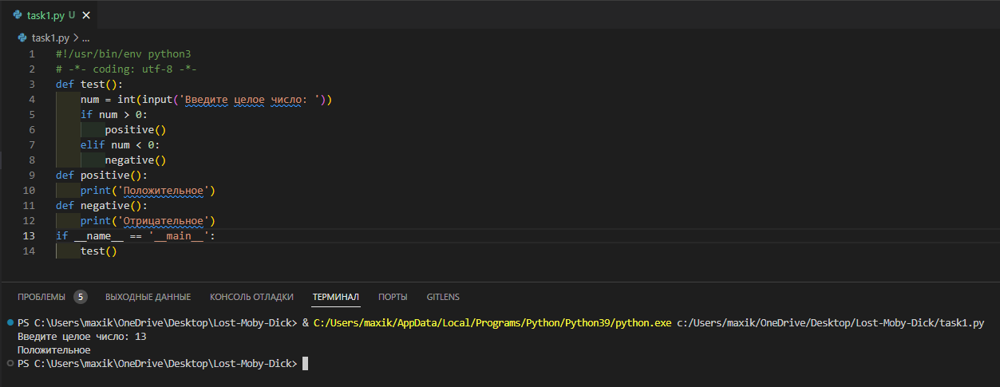 task1.py U
task1.py > ...
1 #!/usr/bin/env python3
2 # -*- coding: utf-8 -*-
3 def test():
4     num = int(input('Введите целое число: '))
5     if num > 0:
6         positive()
7     elif num < 0:
8         negative()
9 def positive():
10     print('Положительное')
11 def negative():
12     print('Отрицательное')
13 if __name__ == '__main__':
14     test()
ПРОБЛЕМЫ 5 ВЫХОДНЫЕ ДАННЫЕ КОНСОЛЬ ОТЛАДКИ ТЕРМИНАЛ ПОРТЫ GITLENS
PS C:\Users\maxik\OneDrive\Desktop\Lost-Moby-Dick> & C:/Users/maxik/AppData/Local/Programs/Python/Python39/python.exe c:/Users/maxik/OneDrive/Desktop/Lost-Moby-Dick/task1.py
Введите целое число: 13
Положительное
PS C:\Users\maxik\OneDrive\Desktop\Lost-Moby-Dick>